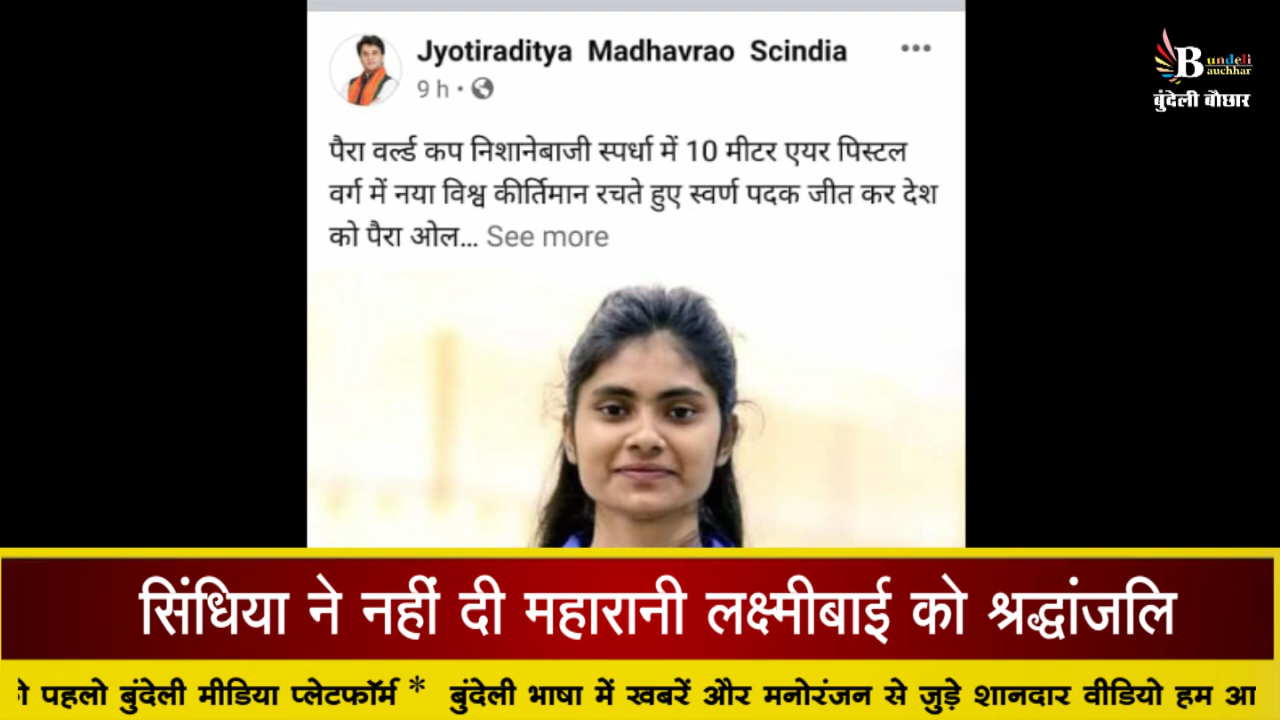 Jyotiraditya Madhavrao Scindia
9 h
पैरा वर्ल्ड कप निशानेबाजी स्पर्धा में 10 मीटर एयर पिस्टल
वर्ग में नया विश्व कीर्तिमान रचते हुए स्वर्ण पदक जीत कर देश
को पैरा ओल... See more
Bundeli
Bauchhar
बुंदेली बौछार
सिंधिया ने नहीं दी महारानी लक्ष्मीबाई को श्रद्धांजलि
पहलो बुंदेली मीडिया प्लेटफॉर्म * बुंदेली भाषा में खबरें और मनोरंजन से जुड़े शानदार वीडियो हम आ